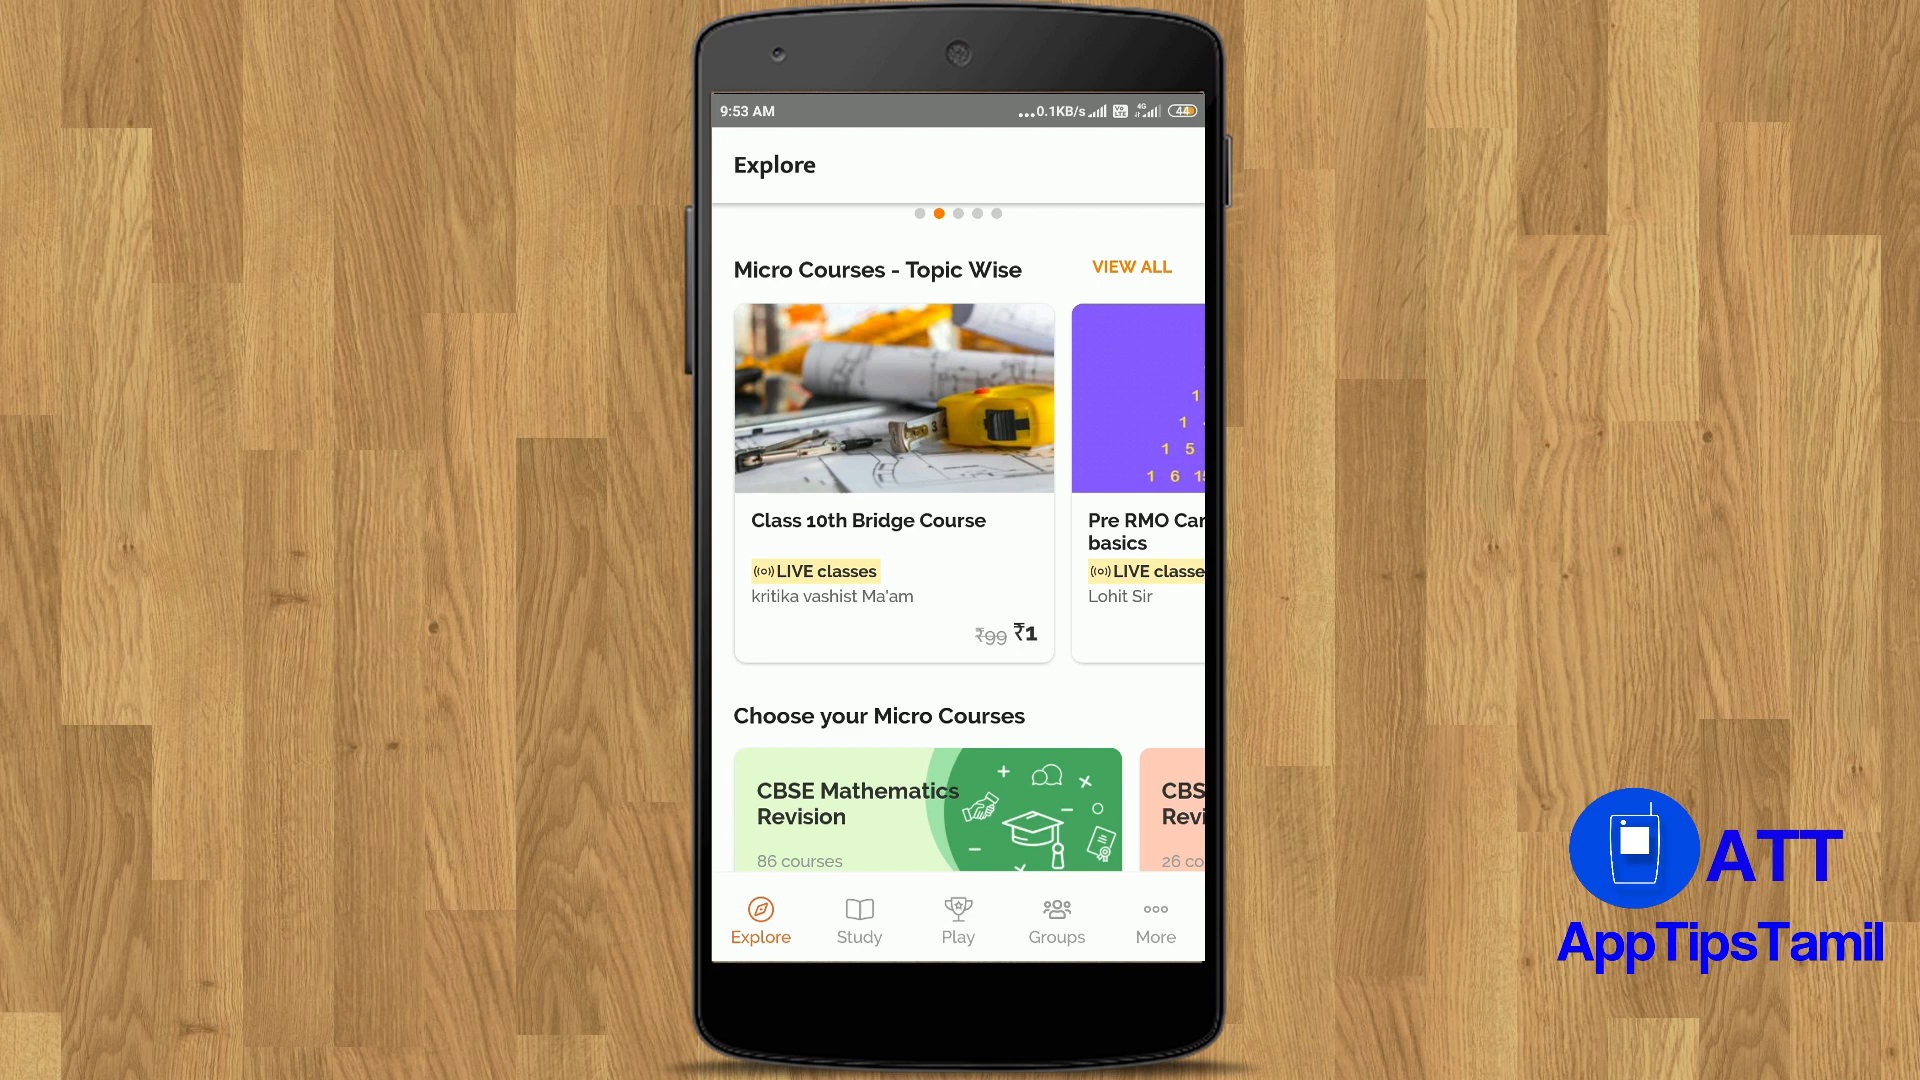 9:53 AM
...0.1KB/s
Vo LTE
4G
44
Explore
Micro Courses - Topic Wise
VIEW ALL
1
1
1 5
1 6
Class 10th Bridge Course
LIVE classes
kritika vashist Ma'am
₹99 ₹1
Pre RMO
basics
LIVE classe
Lohit Sir
Choose your Micro Courses
CBSE Mathematics
Revision
86 courses
CBS
Revi
26 co
Explore
Study
Play
Groups
More
ATT
AppTipsTamil